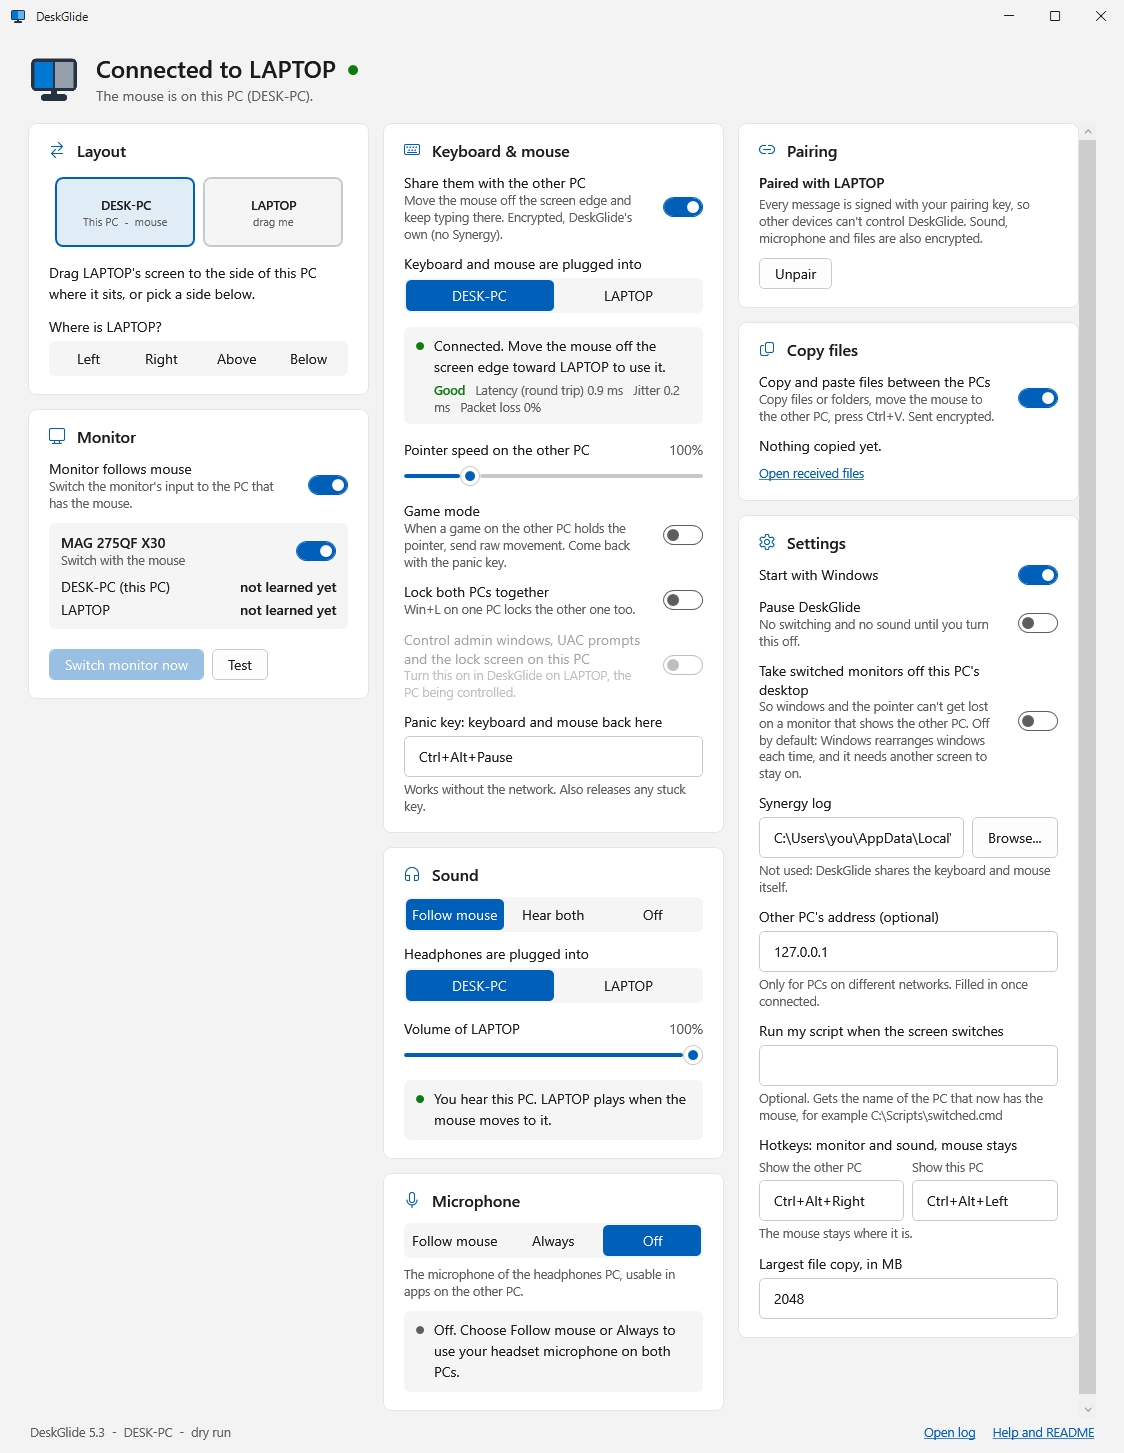 DeskGlide
Connected to LAPTOP
The mouse is on this PC (DESK-PC).
Layout
DESK-PC
This PC - mouse
LAPTOP
drag me
Drag LAPTOP's screen to the side of this PC
where it sits, or pick a side below.
Where is LAPTOP?
Left Right Above Below
Monitor
Monitor follows mouse
Switch the monitor's input to the PC that
has the mouse.
MAG 275QF X30
Switch with the mouse
DESK-PC (this PC) not learned yet
LAPTOP not learned yet
Switch monitor now Test
Keyboard & mouse
Share them with the other PC
Move the mouse off the screen edge and
keep typing there. Encrypted, DeskGlide's
own (no Synergy).
Keyboard and mouse are plugged into
DESK-PC LAPTOP
Connected. Move the mouse off the
screen edge toward LAPTOP to use it.
Good Latency (round trip) 0.9 ms Jitter 0.2
ms Packet loss 0%
Pointer speed on the other PC 100%
Game mode
When a game on the other PC holds the
pointer, send raw movement. Come back
with the panic key.
Lock both PCs together
Win+L on one PC locks the other one too.
Control admin windows, UAC prompts
and the lock screen on this PC
Turn this on in DeskGlide on LAPTOP, the
PC being controlled.
Panic key: keyboard and mouse back here
Ctrl+Alt+Pause
Works without the network. Also releases any stuck
key.
Sound
Follow mouse Hear both Off
Headphones are plugged into
DESK-PC LAPTOP
Volume of LAPTOP 100%
You hear this PC. LAPTOP plays when the
mouse moves to it.
Microphone
Follow mouse Always Off
The microphone of the headphones PC, usable in
apps on the other PC.
Off. Choose Follow mouse or Always to
use your headset microphone on both
PCs.
Pairing
Paired with LAPTOP
Every message is signed with your pairing key, so
other devices can't control DeskGlide. Sound,
microphone and files are also encrypted.
Unpair
Copy files
Copy and paste files between the PCs
Copy files or folders, move the mouse to
the other PC, press Ctrl+V. Sent encrypted.
Nothing copied yet.
Open received files
Settings
Start with Windows
Pause DeskGlide
No switching and no sound until you turn
this off.
Take switched monitors off this PC's
desktop
So windows and the pointer can't get lost
on a monitor that shows the other PC. Off
by default: Windows rearranges windows
each time, and it needs another screen to
stay on.
Synergy log
C:\Users\you\AppData\Local\ Browse...
Not used: DeskGlide shares the keyboard and mouse
itself.
Other PC's address (optional)
127.0.0.1
Only for PCs on different networks. Filled in once
connected.
Run my script when the screen switches
Optional. Gets the name of the PC that now has the
mouse, for example C:\Scripts\switched.cmd
Hotkeys: monitor and sound, mouse stays
Show the other PC Show this PC
Ctrl+Alt+Right Ctrl+Alt+Left
The mouse stays where it is.
Largest file copy, in MB
2048
DeskGlide 5.3 - DESK-PC - dry run
Open log Help and README